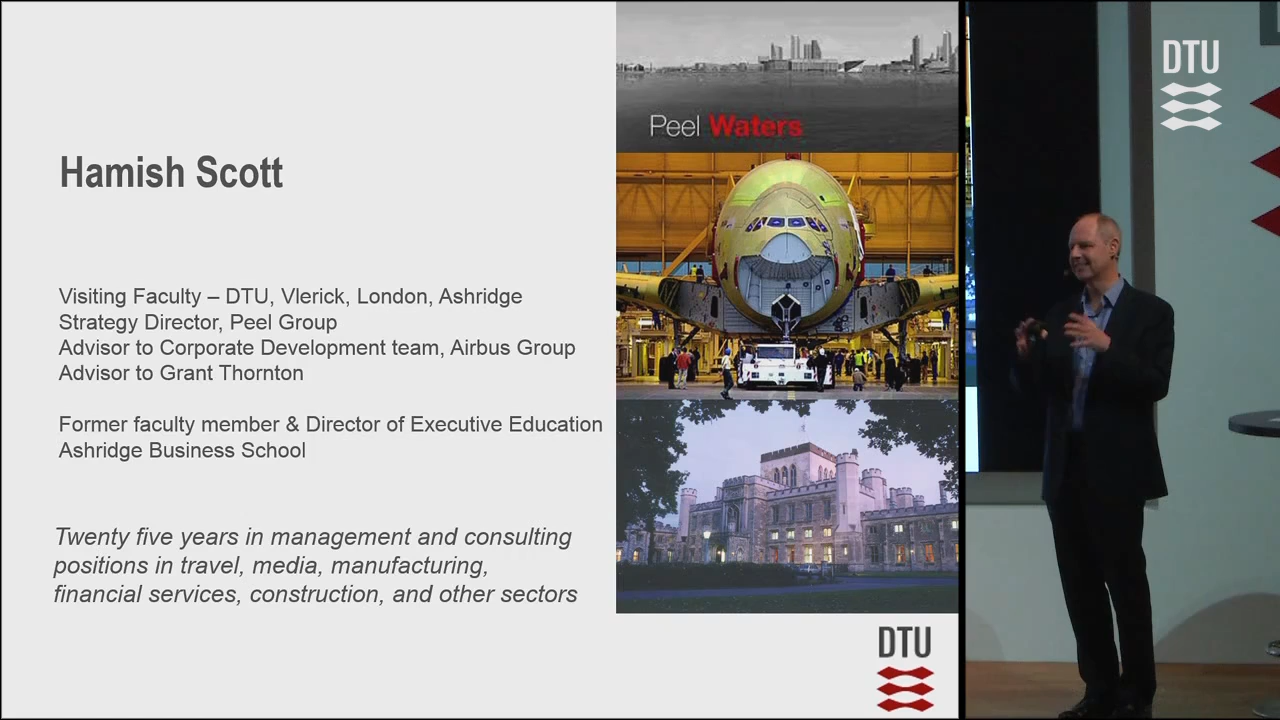 Hamish Scott
Visiting Faculty – DTU, Vlerick, London, Ashridge
Strategy Director, Peel Group
Advisor to Corporate Development team, Airbus Group
Advisor to Grant Thornton
Former faculty member & Director of Executive Education
Ashridge Business School
Twenty five years in management and consulting
positions in travel, media, manufacturing,
financial services, construction, and other sectors
Peel Waters
DTU
DTU